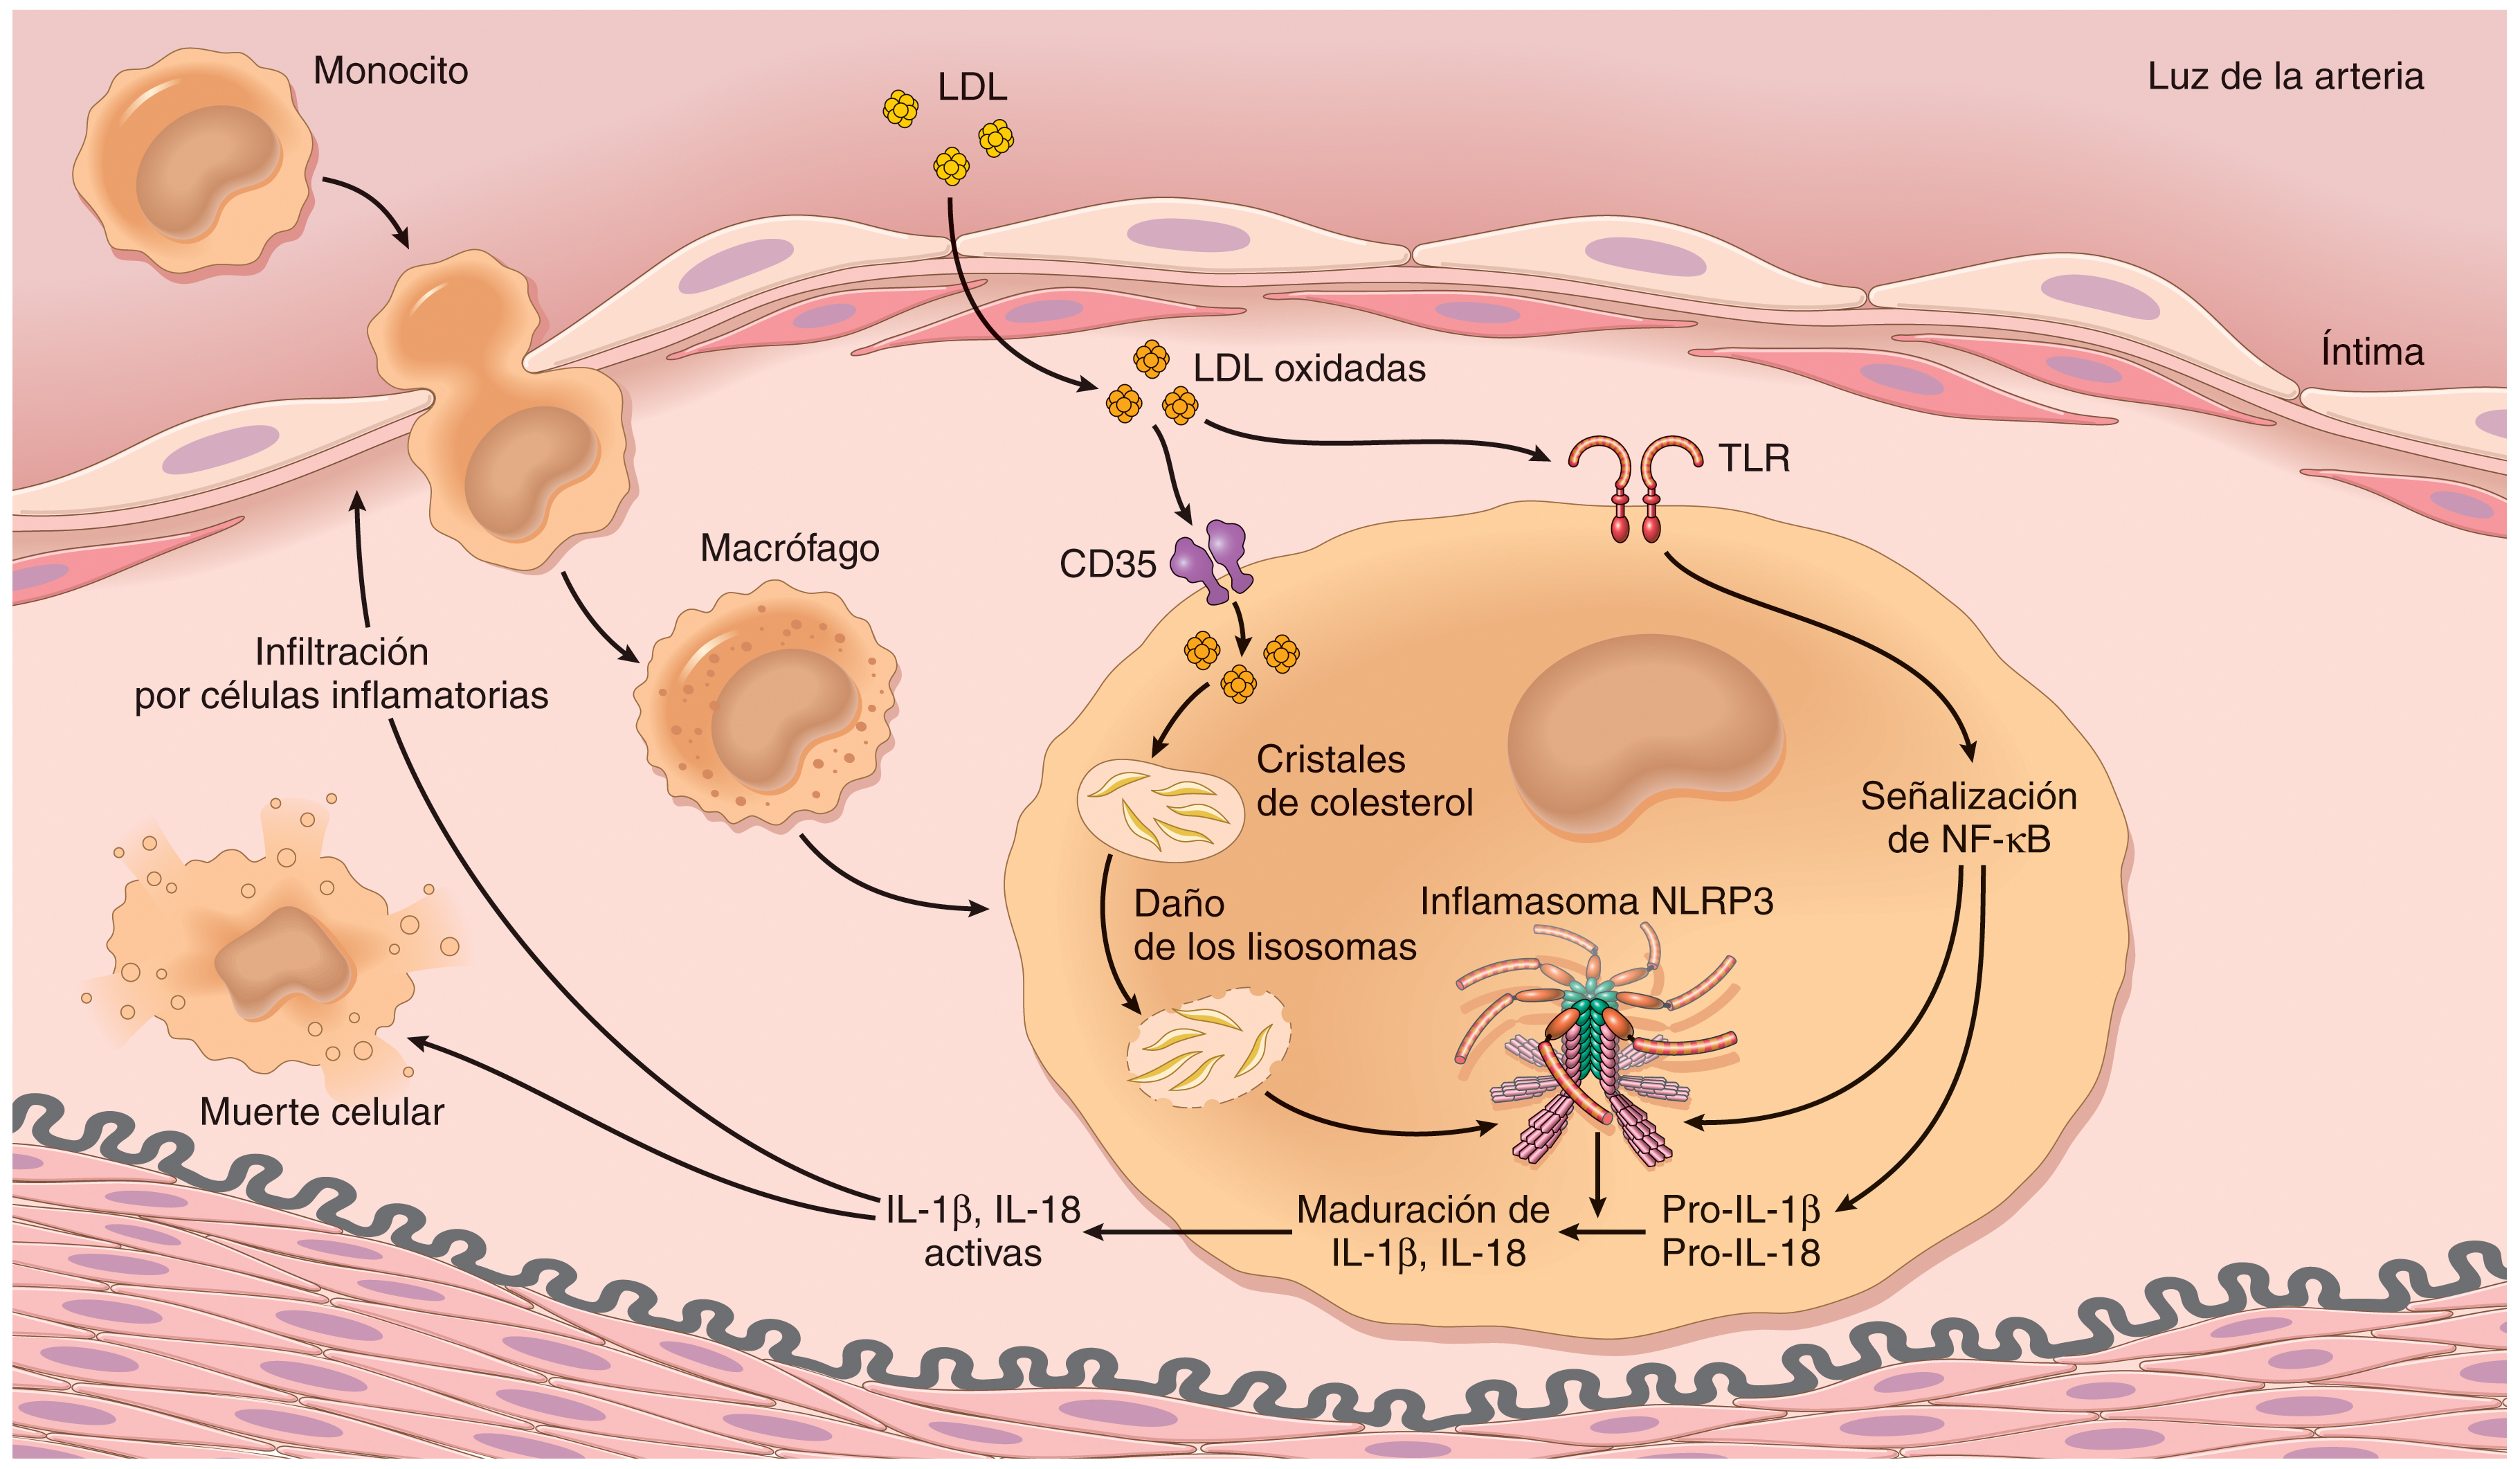 Monocito
LDL
Luz de la arteria
Íntima
LDL oxidadas
TLR
CD35
Macrófago
Infiltración
por células inflamatorias
Cristales
de colesterol
Señalización
de NF-κB
Daño
de los lisosomas
Inflamasoma NLRP3
Muerte celular
IL-1β, IL-18
activas
Maduración de
IL-1β, IL-18
Pro-IL-1β
Pro-IL-18